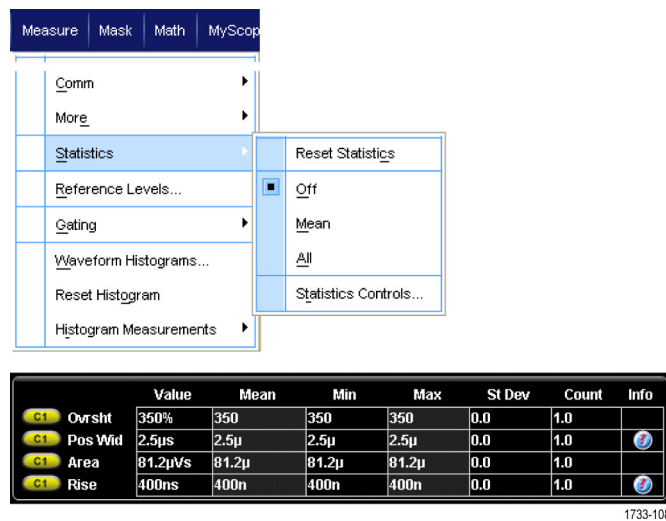 Measure Mask Math MyScop
Comm
More
Statistics
Reference Levels...
Gating
Waveform Histograms...
Reset Histogram
Histogram Measurements
Reset Statistics
Off
Mean
All
Statistics Controls...
Value Mean Min Max St Dev Count Info
C1 Ovrsht 350% 350 350 350 0.0 1.0
C1 Pos Wid 2.5µs 2.5µ 2.5µ 2.5µ 0.0 1.0
C1 Area 81.2µVs 81.2µ 81.2µ 81.2µ 0.0 1.0
C1 Rise 400ns 400n 400n 400n 0.0 1.0
1733-108